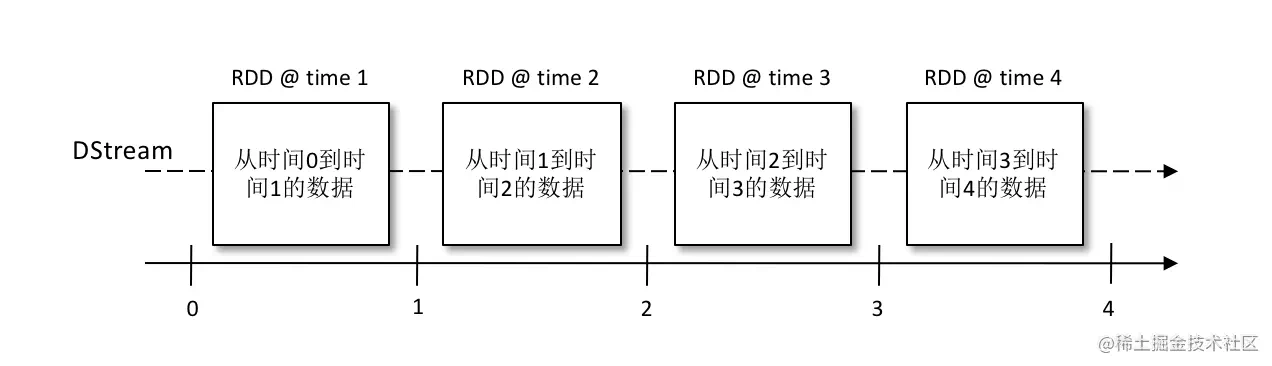 RDD @ time 1
RDD @ time 2
RDD @ time 3
RDD @ time 4
DStream
从时间0到时
间1的数据
从时间1到时
间2的数据
从时间2到时
间3的数据
从时间3到时
间4的数据
0
1
2
3
4
@稀土掘金技术社区